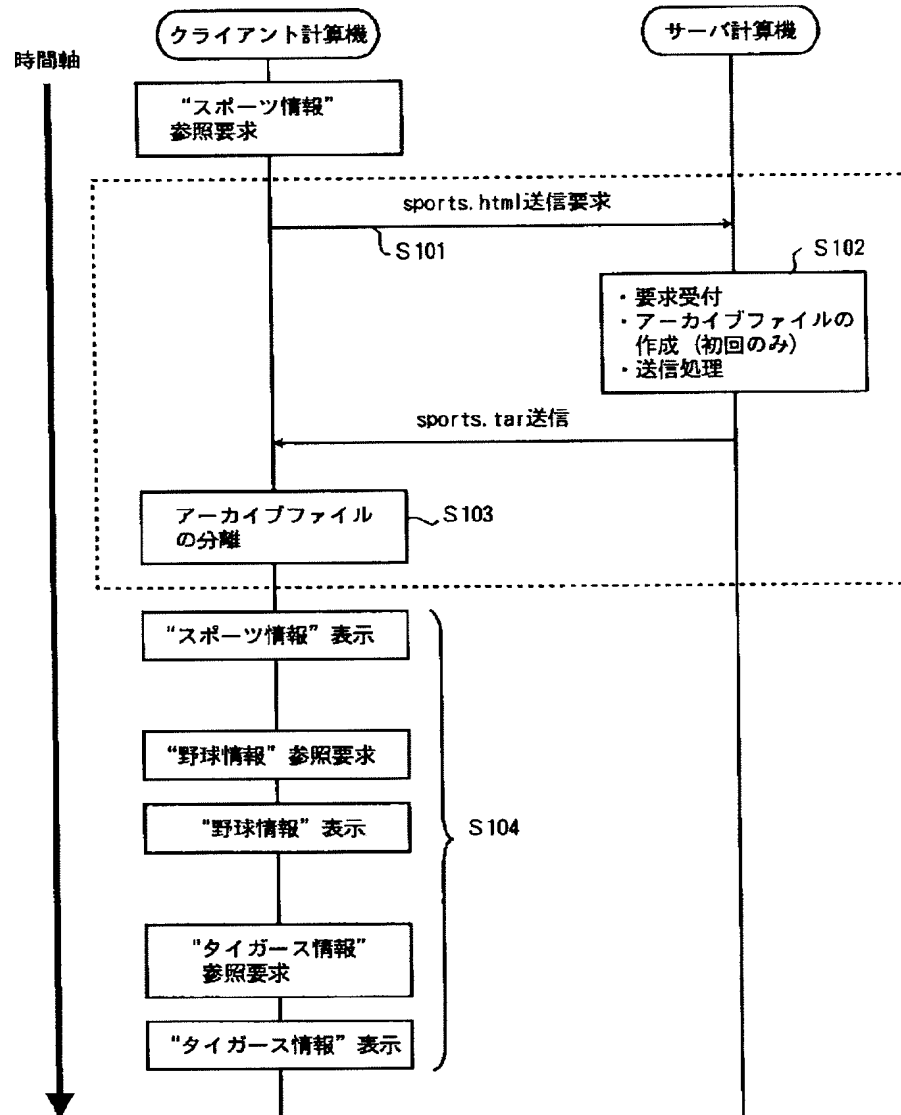 クライアント計算機
サーバ計算機
時間軸
“スポーツ情報”
参照要求
sports.html送信要求
S101
S102
・要求受付
・アーカイブファイルの
作成（初回のみ）
・送信処理
sports.tar送信
アーカイブファイル
の分離
S103
“スポーツ情報”表示
“野球情報”参照要求
"野球情報”表示
S104
"タイガース情報”
参照要求
"タイガース情報”表示